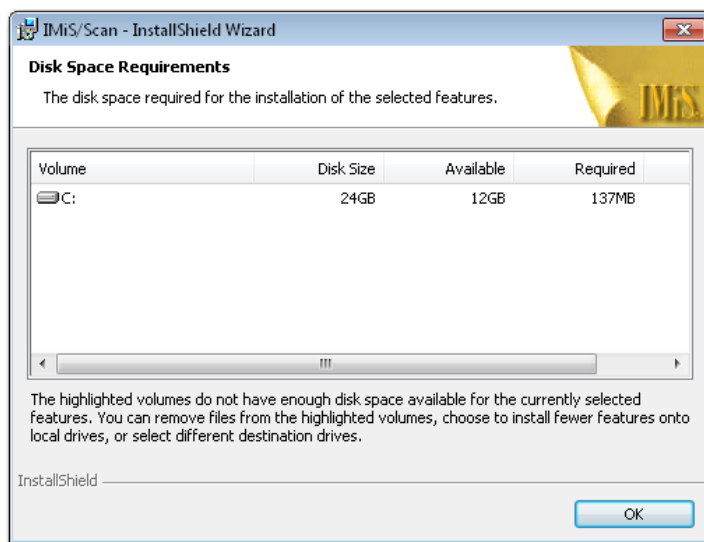 IMiS/Scan - InstallShield Wizard
Disk Space Requirements
The disk space required for the installation of the selected features.
IMiS.
Volume Disk Size Available Required
C: 24GB 12GB 137MB
The highlighted volumes do not have enough disk space available for the currently selected
features. You can remove files from the highlighted volumes, choose to install fewer features onto
local drives, or select different destination drives.
InstallShield
OK